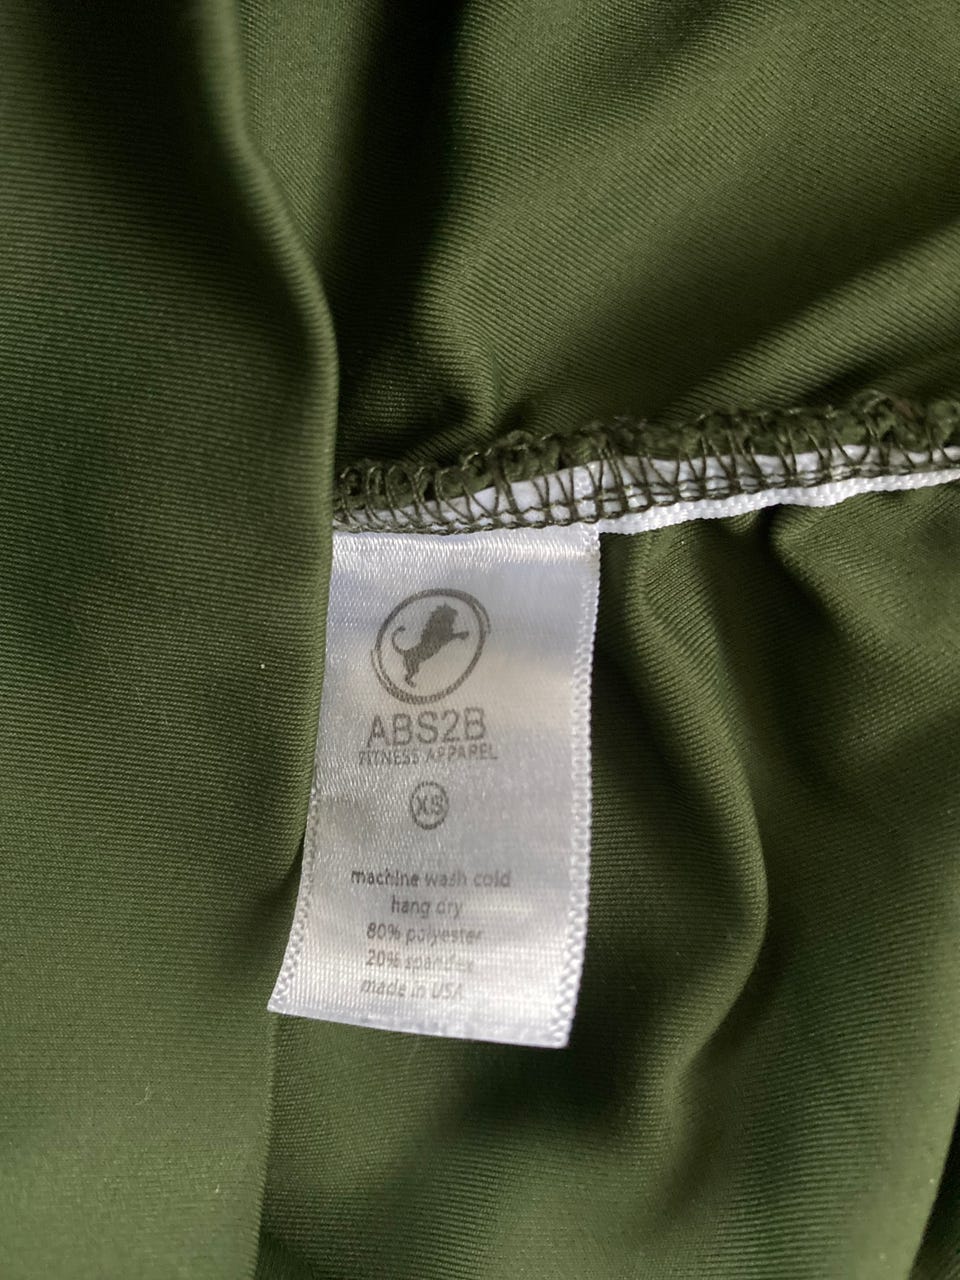 ABS2B
FITNESS APPAREL
XS
machine wash cold
hang dry
80% polyester
20% spandex
made in USA